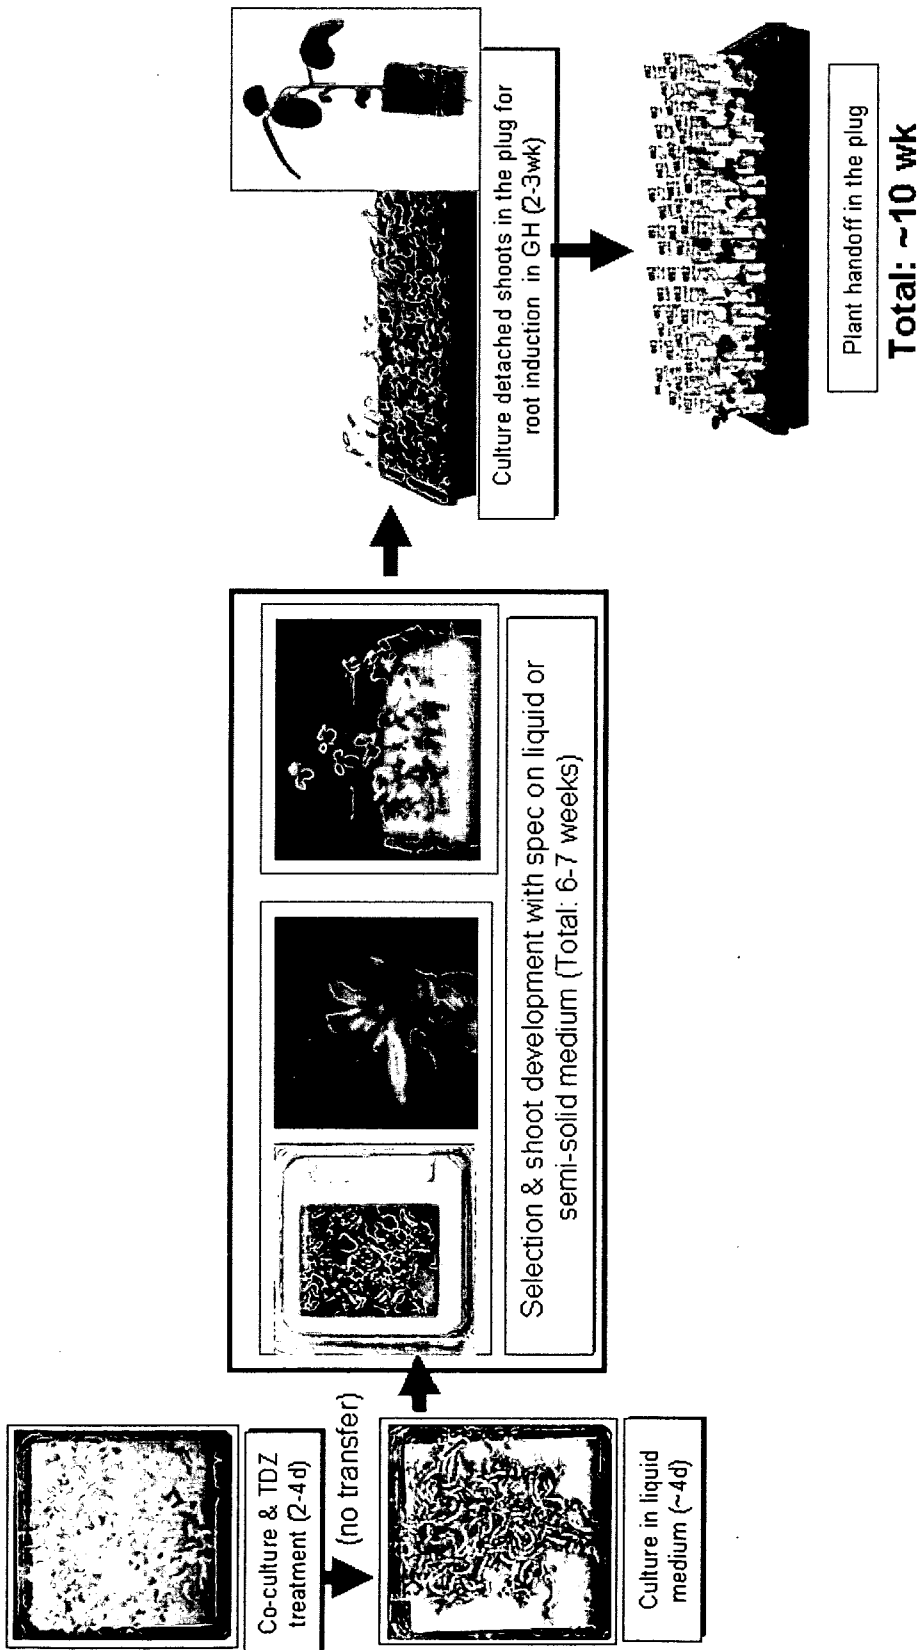 Co-culture & TDZ
treatment (2-4 d)
(no transfer)
Culture in liquid
medium (~4d)
Selection & shoot development with spec on liquid or
semi-solid medium (Total: 6-7 weeks)
Culture detached shoots in the plug for
root induction in GH (2-3wk)
Plant handoff in the plug
Total: ~10 wk